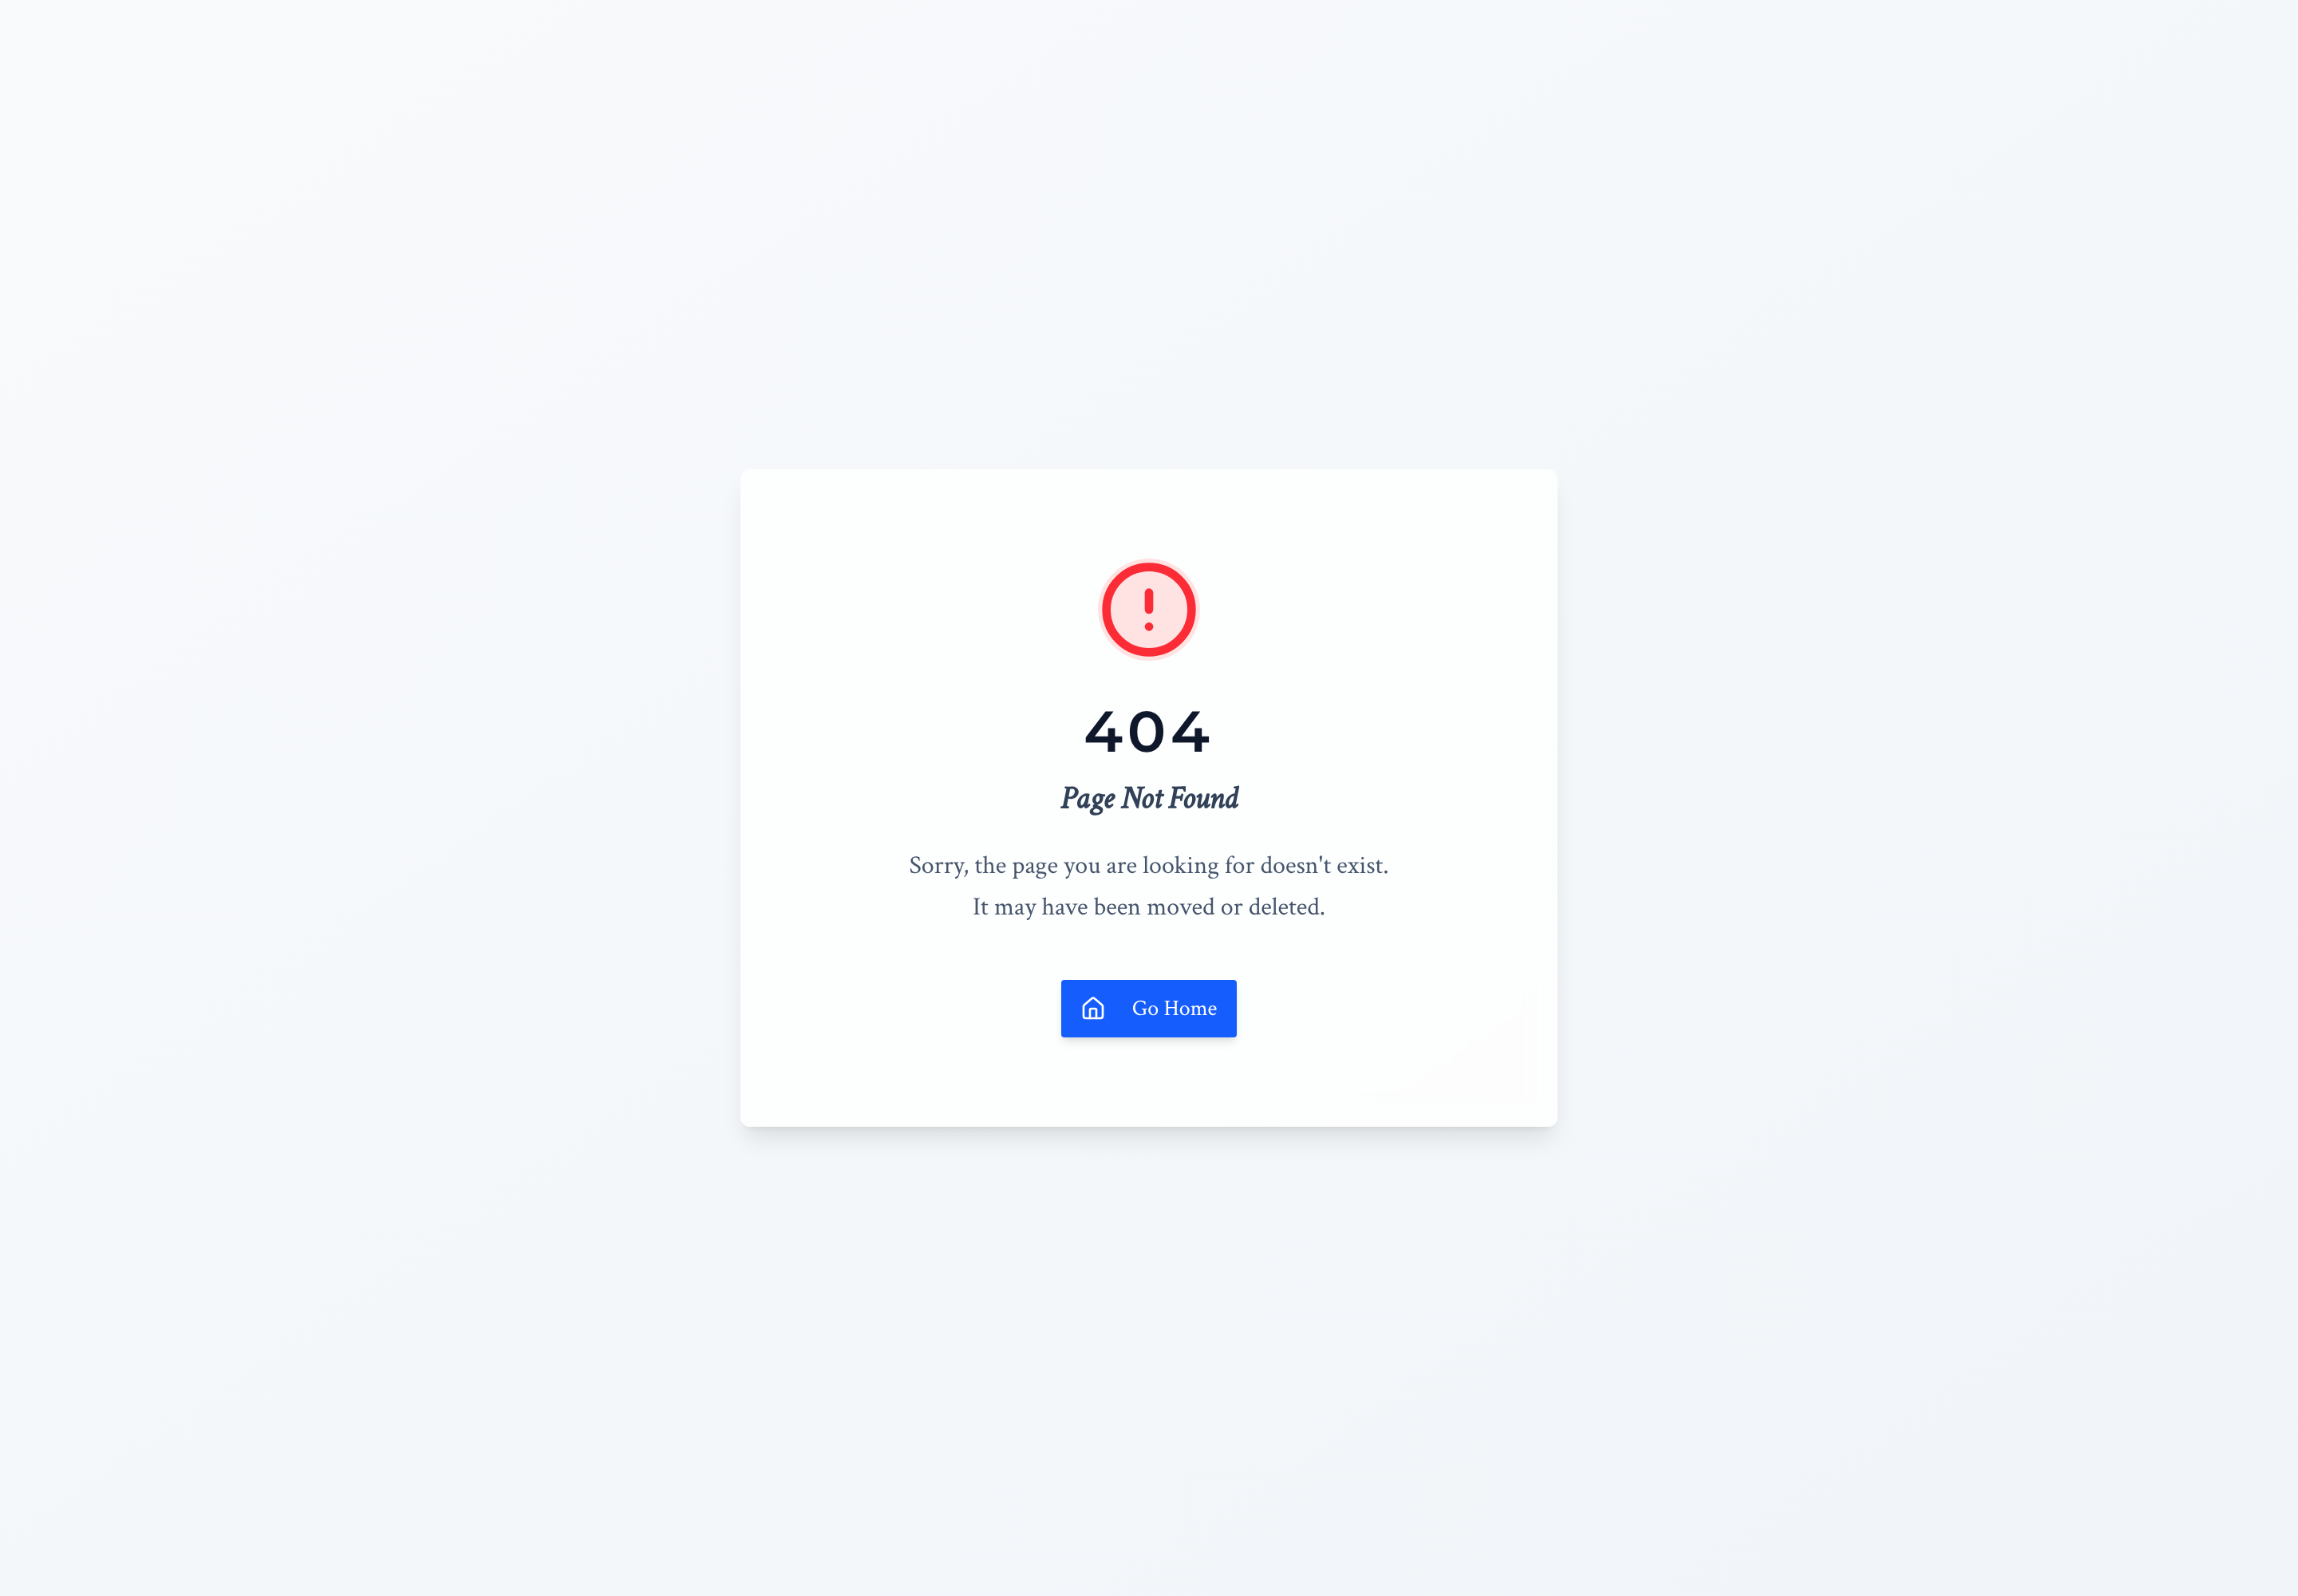 404
Page Not Found
Sorry, the page you are looking for doesn't exist.
It may have been moved or deleted.
Go Home